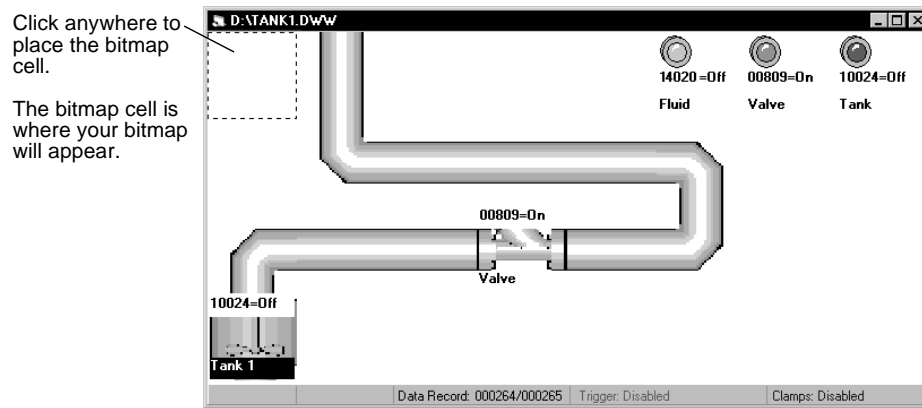 Click anywhere to
place the bitmap
cell.
The bitmap cell is
where your bitmap
will appear.
D:\TANK1.DWW
14020=Off 00809=On 10024=Off
Fluid Valve Tank
00809=On
Valve
10024=Off
Tank 1
Data Record: 000264/000265 Trigger: Disabled Clamps: Disabled